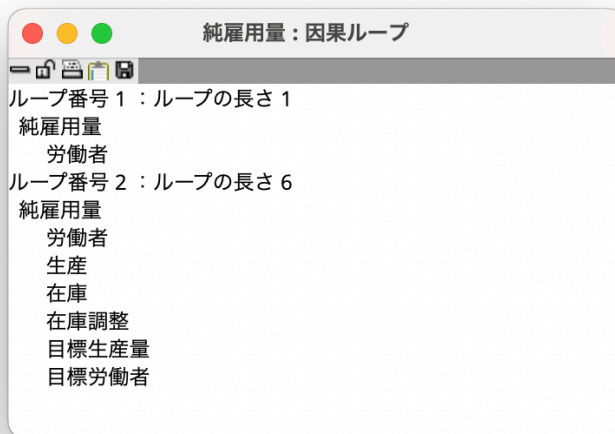 純雇用量 : 因果ループ
ループ番号 1 ：ループの長さ 1
純雇用量
労働者
ループ番号 2 ：ループの長さ 6
純雇用量
労働者
生産
在庫
在庫調整
目標生産量
目標労働者